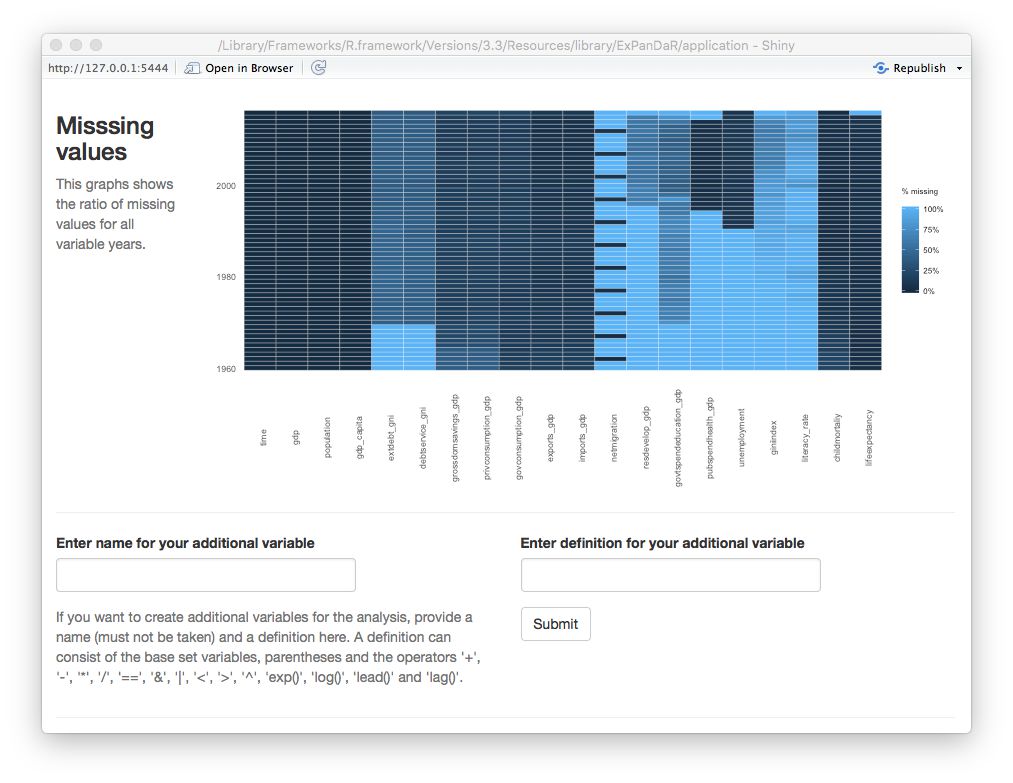 /Library/Frameworks/R.framework/Versions/3.3/Resources/library/ExPanDaR/application - Shiny
http://127.0.0.1:5444 Open in Browser Republish
Misssing
values
This graphs shows
the ratio of missing
values for all
variable years.
2000
1980
1960
% missing
100%
75%
50%
25%
0%
time
gdp
population
gdp_capita
extdebt_gni
debtservice_gni
grossdomsavings_gdp
privconsumption_gdp
govconsumption_gdp
exports_gdp
imports_gdp
netmigration
resdevelop_gdp
govtspendeducation_gdp
pubspendhealth_gdp
unemployment
giniindex
literacy_rate
childmortaliy
lifeexpectancy
Enter name for your additional variable
Enter definition for your additional variable
If you want to create additional variables for the analysis, provide a
name (must not be taken) and a definition here. A definition can
consist of the base set variables, parentheses and the operators '+',
'-', '*', '/', '==', '&', '|', '<', '>', '^', 'exp()', 'log()', 'lead()' and 'lag()'.
Submit